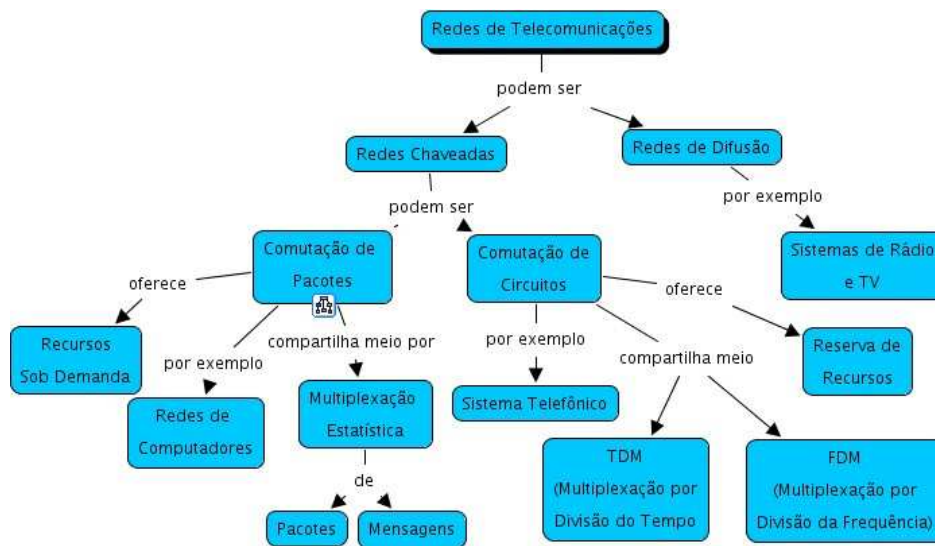 Redes de Telecomunicações
podem ser
Redes Chaveadas
Redes de Difusão
podem ser
por exemplo
Comutação de
Pacotes
Comutação de
Circuitos
Sistemas de Rádio
e TV
oferece
oferece
Recursos
Sob Demanda
por exemplo
compartilha meio por
por exemplo
compartilha meio
Reserva de
Recursos
Redes de
Computadores
Multiplexação
Estatística
Sistema Telefônico
TDM
(Multiplexação por
Divisão do Tempo
FDM
(Multiplexação por
Divisão da Frequência)
de
Pacotes
Mensagens